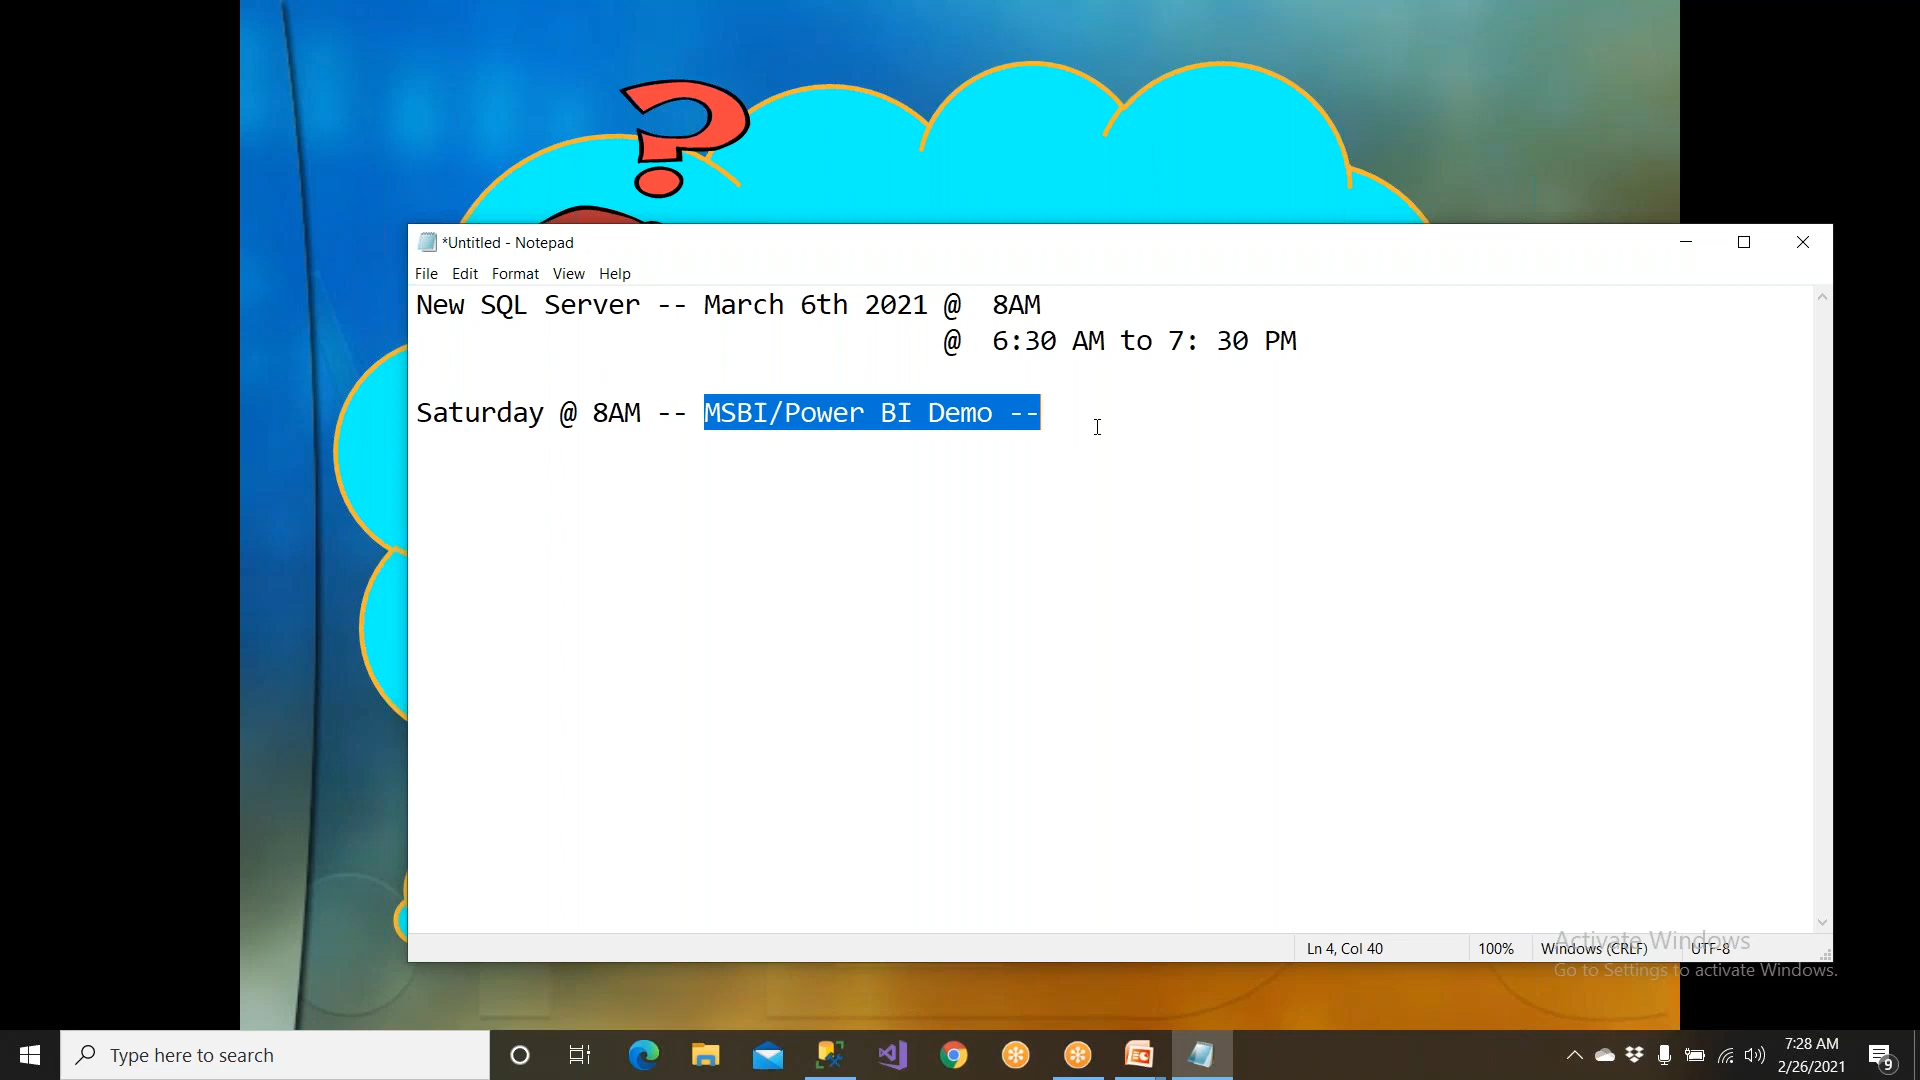 ?
*Untitled - Notepad
File Edit Format View Help
New SQL Server -- March 6th 2021 @  8AM
@  6:30 AM to 7: 30 PM
Saturday @ 8AM -- MSBI/Power BI Demo --
Ln 4, Col 40
100%
Windows (CRLF)
UTF-8
Activate Windows
Go to Settings to activate Windows.
Type here to search
7:28 AM
2/26/2021
9